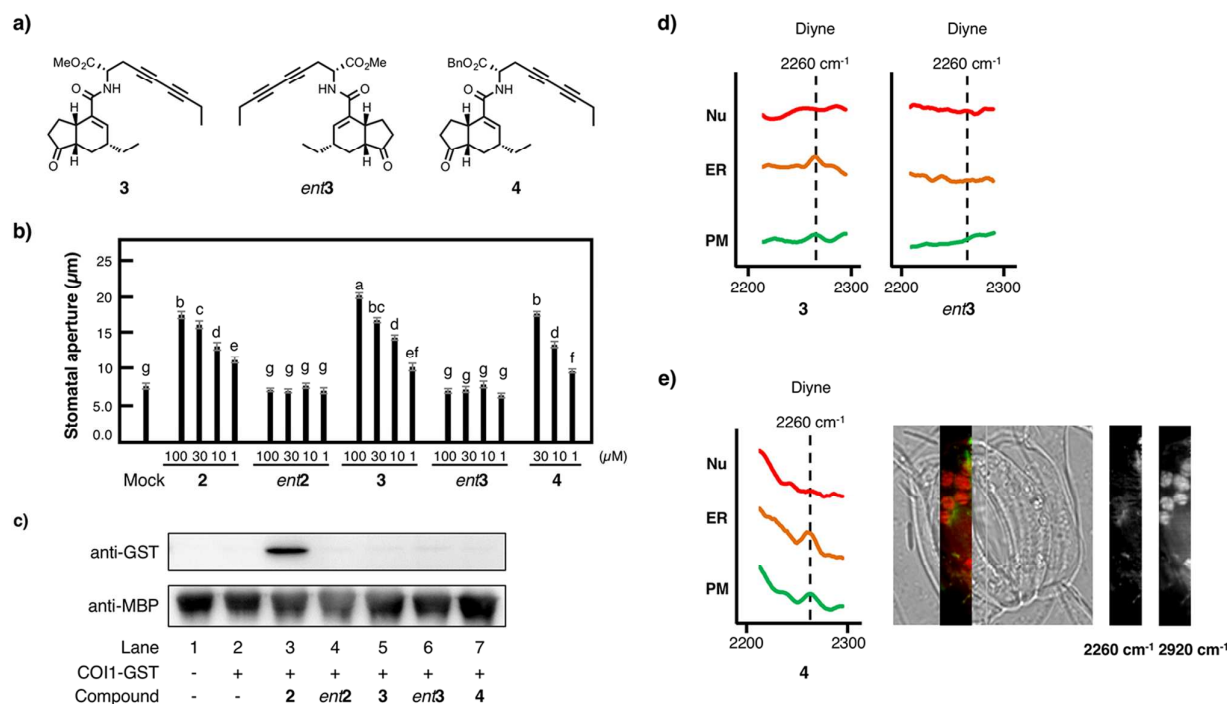 a)
MeO₂C
NH
O
H
H
O
3
CO₂Me
O
HN
H
H
O
ent3
BnO₂C
NH
O
H
H
O
4
b)
Stomatal aperture (µm)
25
20
15
10
5.0
0.0
g b c d e g g g g a bc d ef g g g g b d f
100 30 10 1 100 30 10 1 100 30 10 1 100 30 10 1 30 10 1 (µM)
Mock 2 ent2 3 ent3 4
c)
anti-GST
anti-MBP
Lane 1 2 3 4 5 6 7
COI1-GST - + + + + + +
Compound - - 2 ent2 3 ent3 4
d)
Diyne Diyne
2260 cm⁻¹ 2260 cm⁻¹
Nu
ER
PM
2200 2300 2200 2300
3 ent3
e)
Diyne
2260 cm⁻¹
Nu
ER
PM
2200 2300
4
2260 cm⁻¹ 2920 cm⁻¹